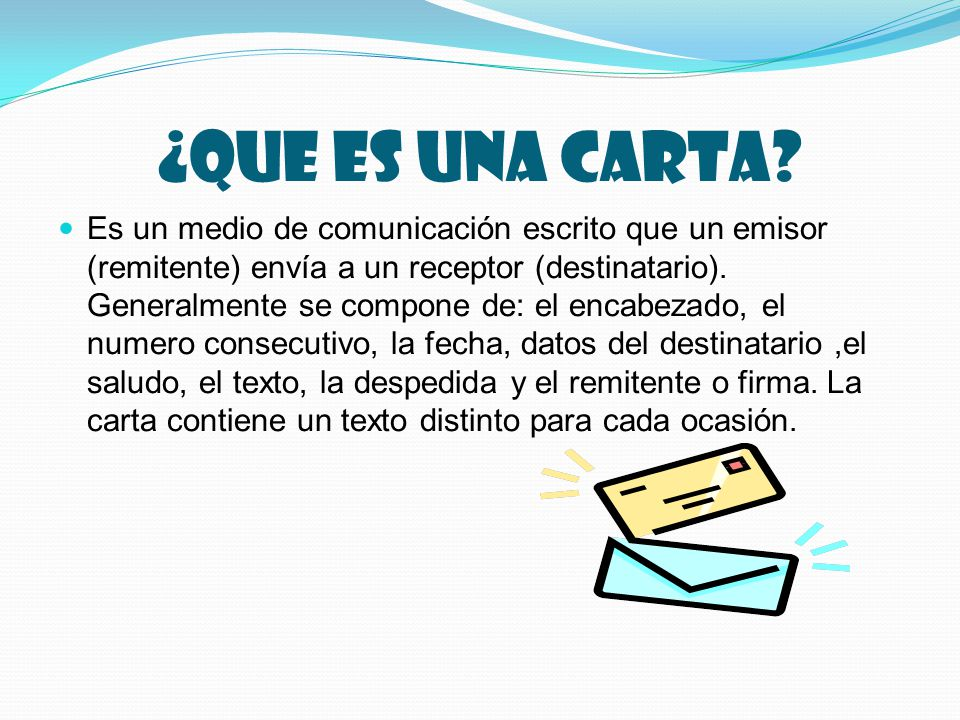 ¿QUE ES UNA CARTA?
Es un medio de comunicación escrito que un emisor
(remitente) envía a un receptor (destinatario).
Generalmente se compone de: el encabezado, el
numero consecutivo, la fecha, datos del destinatario ,el
saludo, el texto, la despedida y el remitente o firma. La
carta contiene un texto distinto para cada ocasión.